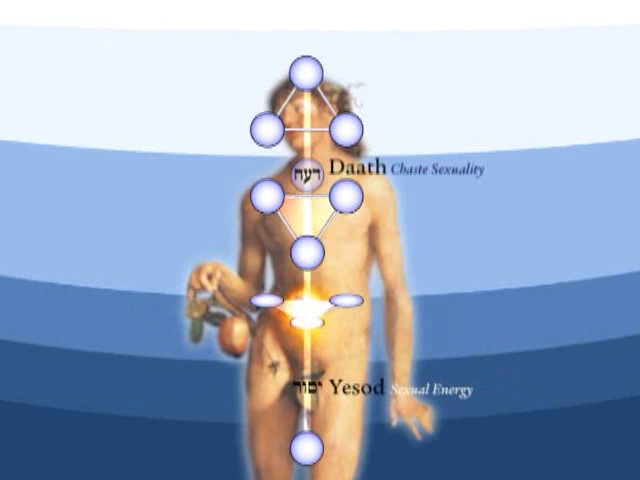 דעת Daath Chaste Sexuality
יסוד Yesod Sexual Energy